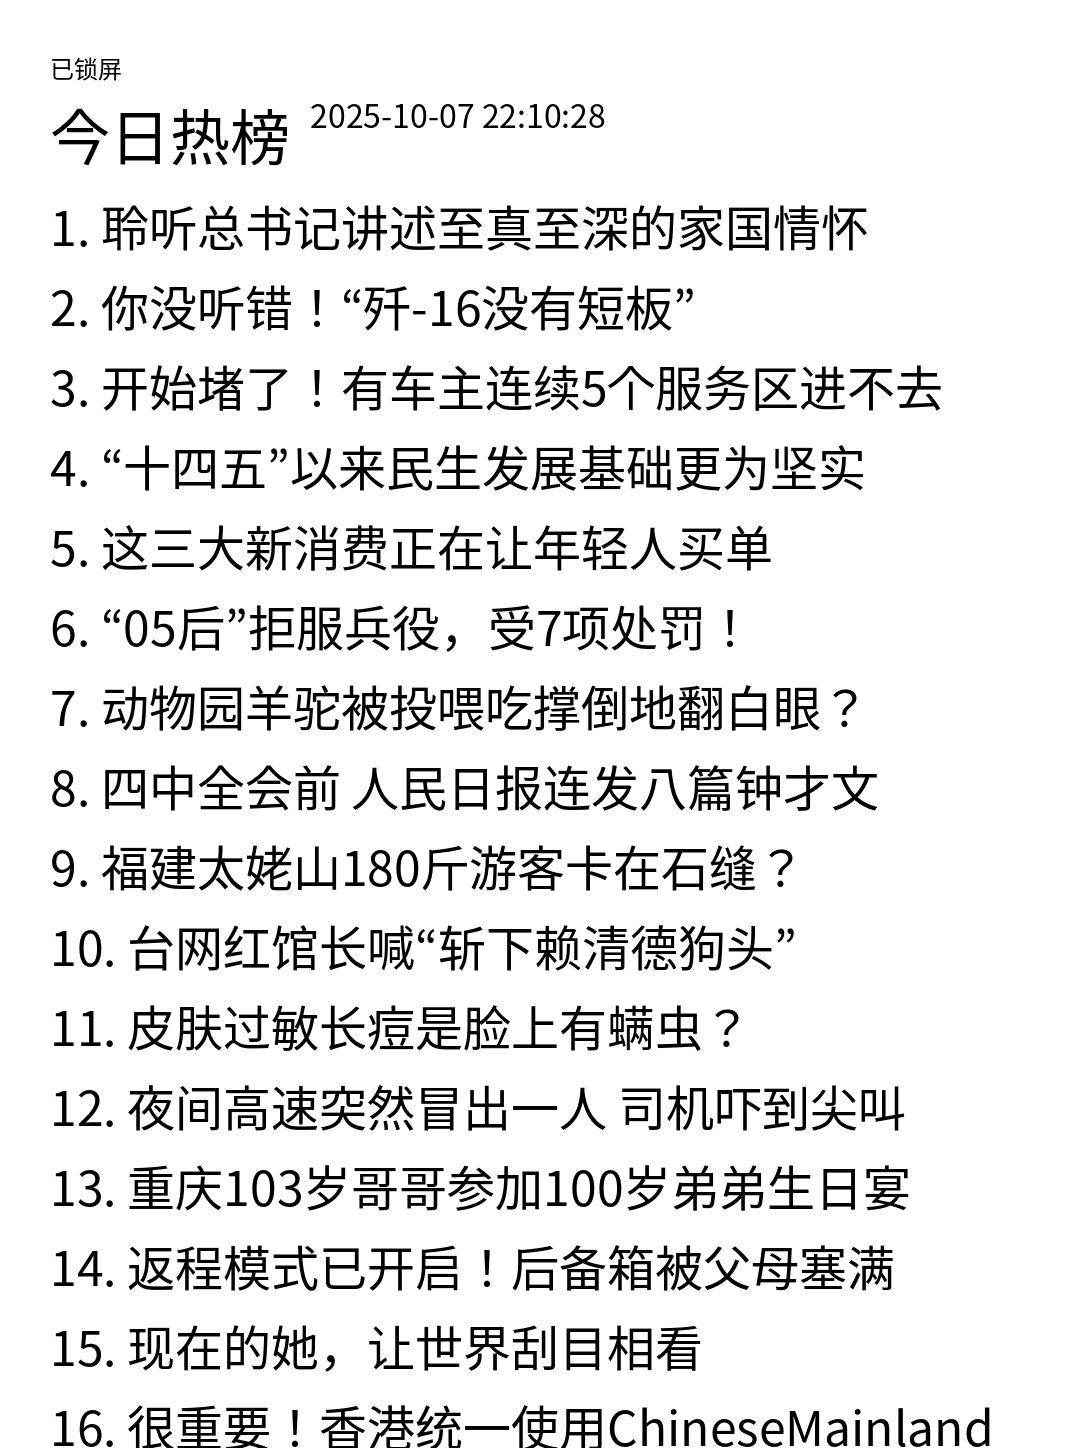 已锁屏
今日热榜 2025-10-07 22:10:28
1. 聆听总书记讲述至真至深的家国情怀
2. 你没听错！“歼-16没有短板”
3. 开始堵了！有车主连续5个服务区进不去
4. “十四五”以来民生发展基础更为坚实
5. 这三大新消费正在让年轻人买单
6. “05后”拒服兵役，受7项处罚！
7. 动物园羊驼被投喂吃撑倒地翻白眼？
8. 四中全会前 人民日报连发八篇钟才文
9. 福建太姥山180斤游客卡在石缝？
10. 台网红馆长喊“斩下赖清德狗头”
11. 皮肤过敏长痘是脸上有螨虫？
12. 夜间高速突然冒出一人 司机吓到尖叫
13. 重庆103岁哥哥参加100岁弟弟生日宴
14. 返程模式已开启！后备箱被父母塞满
15. 现在的她，让世界刮目相看
16. 很重要！香港统一使用ChineseMainland